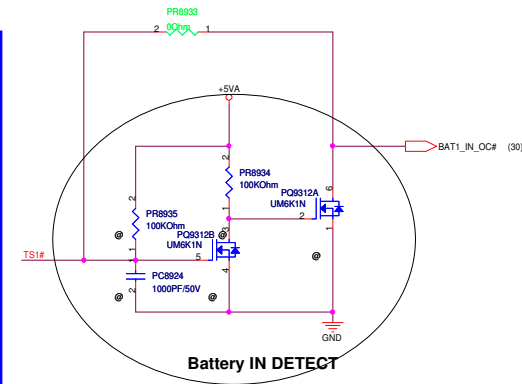 PR8933
2 0Ohm 1
+5VA
BAT1_IN_OC# (30)
2
PR8934
100KOhm
1
PQ9312A
UM6K1N
6
2
1
2
PR8935
100KOhm
1
@
PQ9312B
UM6K1N
3
5
4
@
TS1#
1
PC8924
1000PF/50V
2
@
@
GND
Battery IN DETECT